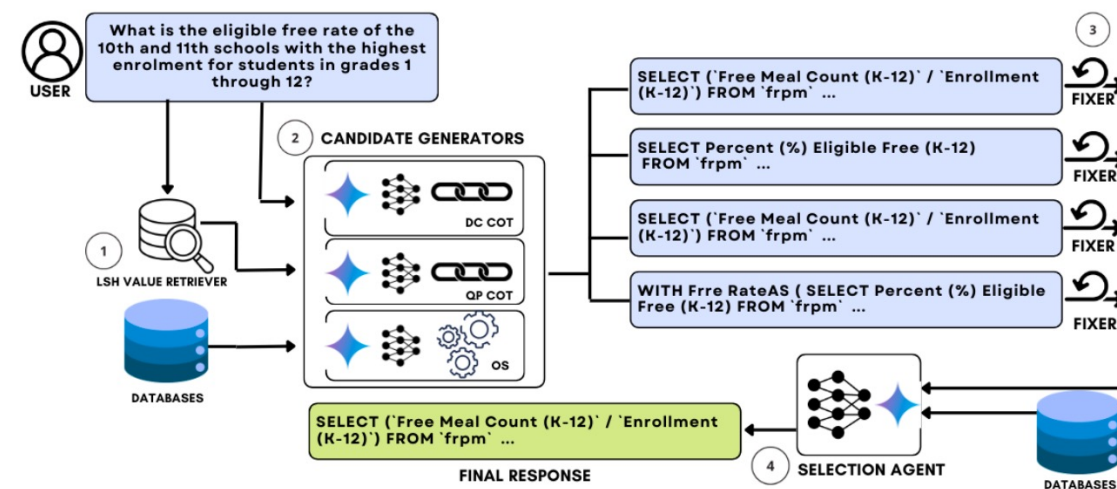 What is the eligible free rate of the
10th and 11th schools with the highest
enrolment for students in grades 1
through 12?
USER
1
LSH VALUE RETRIEVER
DATABASES
2
CANDIDATE GENERATORS
DC COT
QP COT
OS
3
SELECT (`Free Meal Count (K-12)` / `Enrollment
(K-12)`) FROM `frpm` ...
FIXER
SELECT Percent (%) Eligible Free (K-12)
FROM `frpm` ...
FIXER
SELECT (`Free Meal Count (K-12)` / `Enrollment
(K-12)`) FROM `frpm` ...
FIXER
WITH Frre RateAS ( SELECT Percent (%) Eligible
Free (K-12) FROM `frpm` ...
FIXER
SELECT (`Free Meal Count (K-12)` / `Enrollment
(K-12)`) FROM `frpm` ...
FINAL RESPONSE
4
SELECTION AGENT
DATABASES